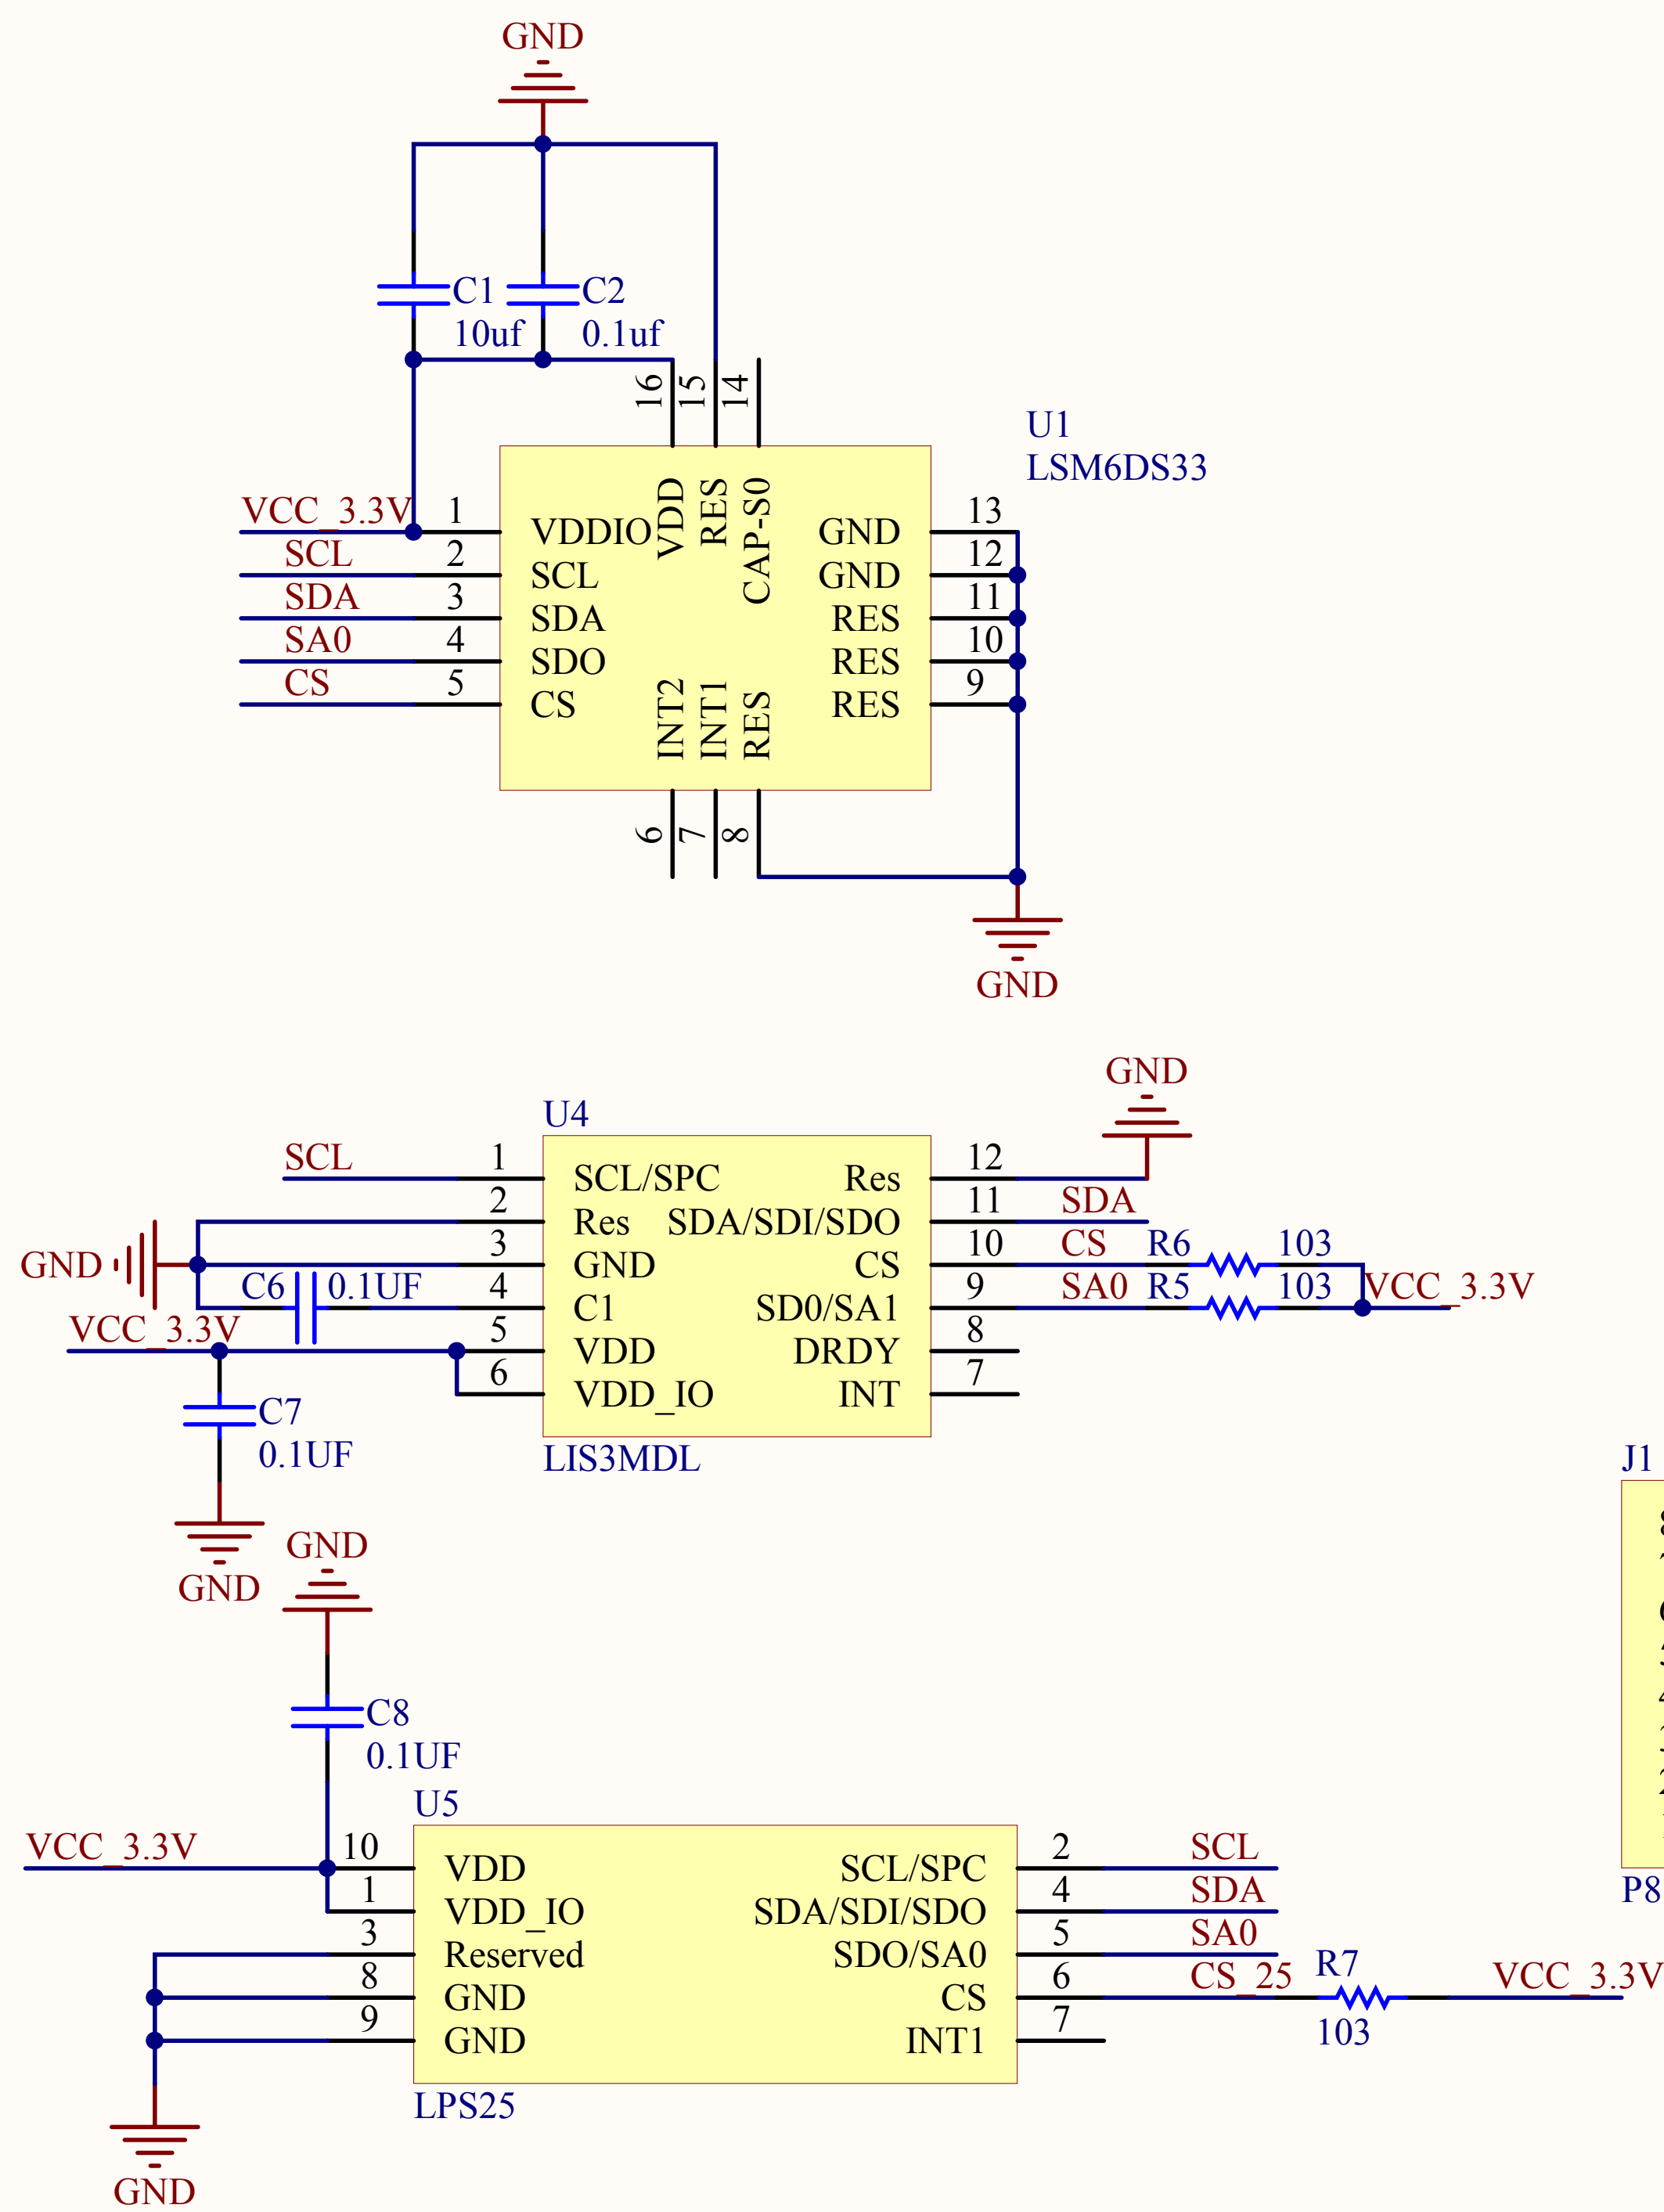 GND
C1
10uf
C2
0.1uf
16
15
14
U1
LSM6DS33
VCC_3.3V
1
VDDIO
VDD
RES
CAP-S0
GND
13
SCL
2
SCL
GND
12
SDA
3
SDA
RES
11
SA0
4
SDO
RES
10
CS
5
CS
INT2
INT1
RES
RES
9
6
7
8
GND
GND
U4
SCL
1
SCL/SPC
Res
12
2
Res
SDA/SDI/SDO
11
SDA
GND
3
GND
CS
10
CS
R6
103
C6
0.1UF
4
C1
SD0/SA1
9
SA0
R5
103
VCC_3.3V
VCC_3.3V
5
VDD
DRDY
8
6
VDD_IO
INT
7
C7
0.1UF
LIS3MDL
GND
GND
C8
0.1UF
J1
P8
U5
VCC_3.3V
10
VDD
SCL/SPC
2
SCL
1
VDD_IO
SDA/SDI/SDO
4
SDA
3
Reserved
SDO/SA0
5
SA0
8
GND
CS
6
CS_25
R7
103
VCC_3.3V
9
GND
INT1
7
LPS25
GND